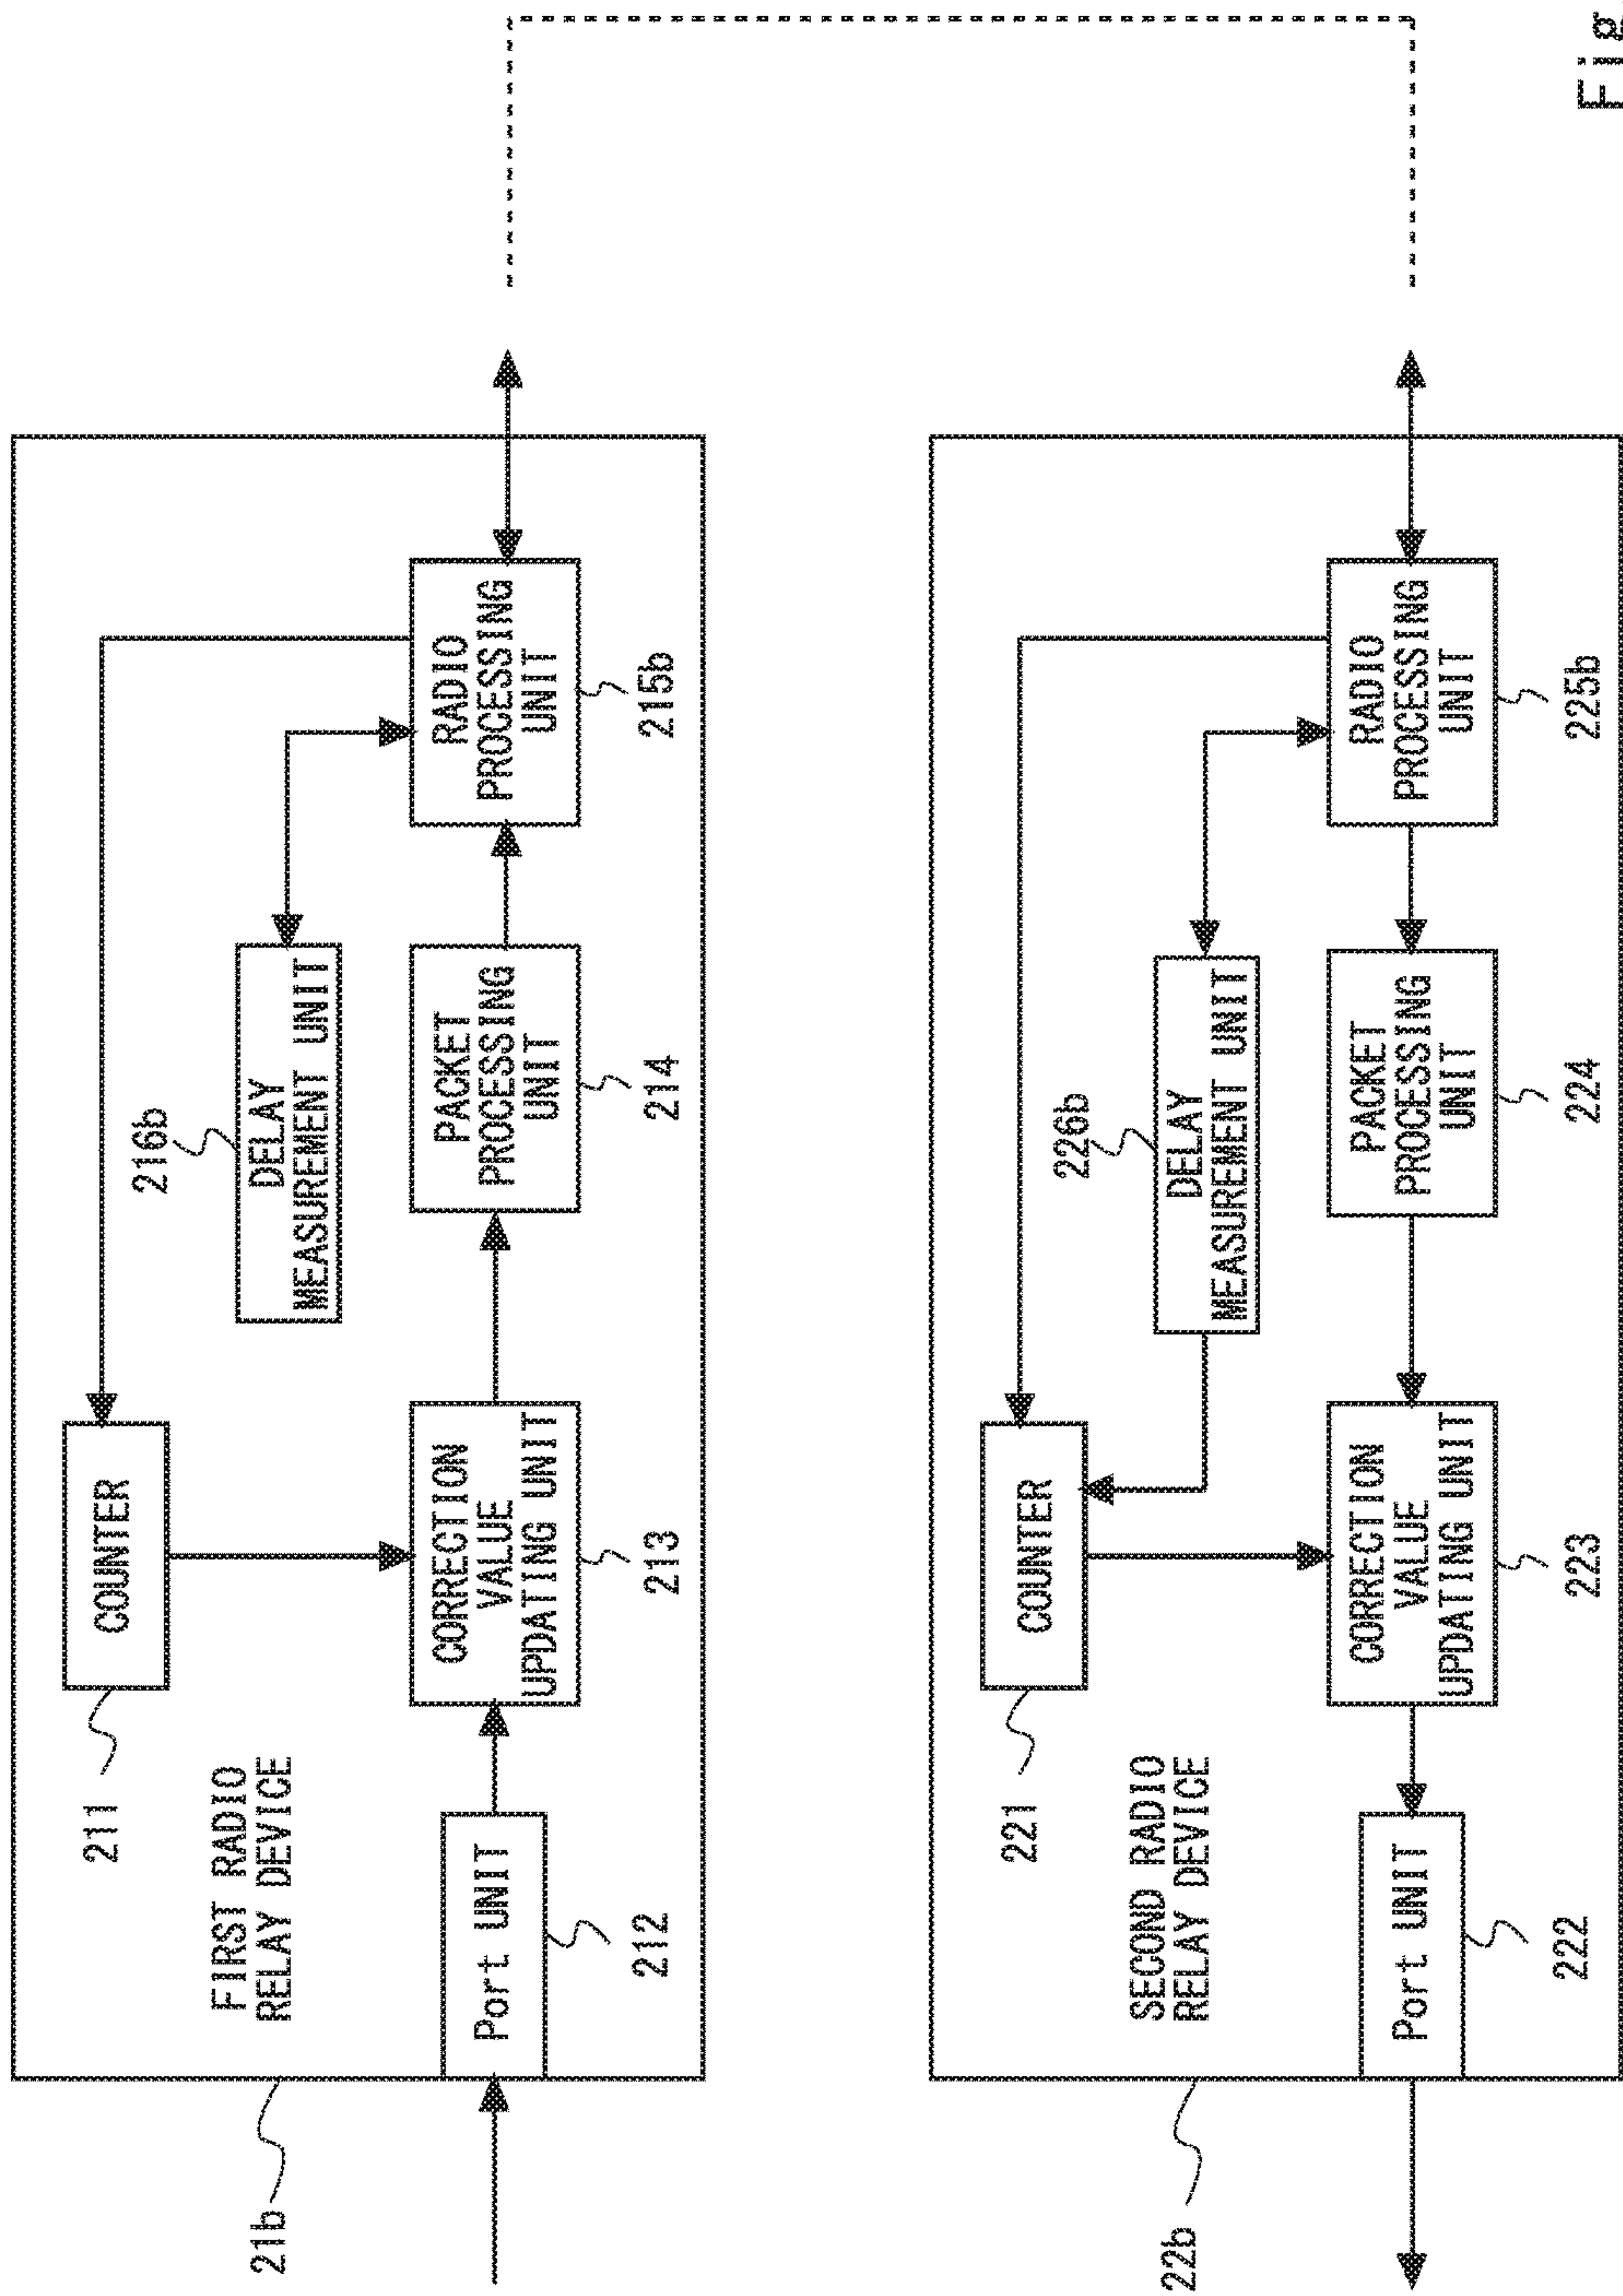 21b
FIRST RADIO
RELAY DEVICE
211
COUNTER
216b
DELAY
MEASUREMENT UNIT
Port UNIT
212
CORRECTION
VALUE
UPDATING UNIT
213
PACKET
PROCESSING
UNIT
214
RADIO
PROCESSING
UNIT
215b
22b
SECOND RADIO
RELAY DEVICE
221
COUNTER
226b
DELAY
MEASUREMENT UNIT
Port UNIT
222
CORRECTION
VALUE
UPDATING UNIT
223
PACKET
PROCESSING
UNIT
224
RADIO
PROCESSING
UNIT
225b
Fig